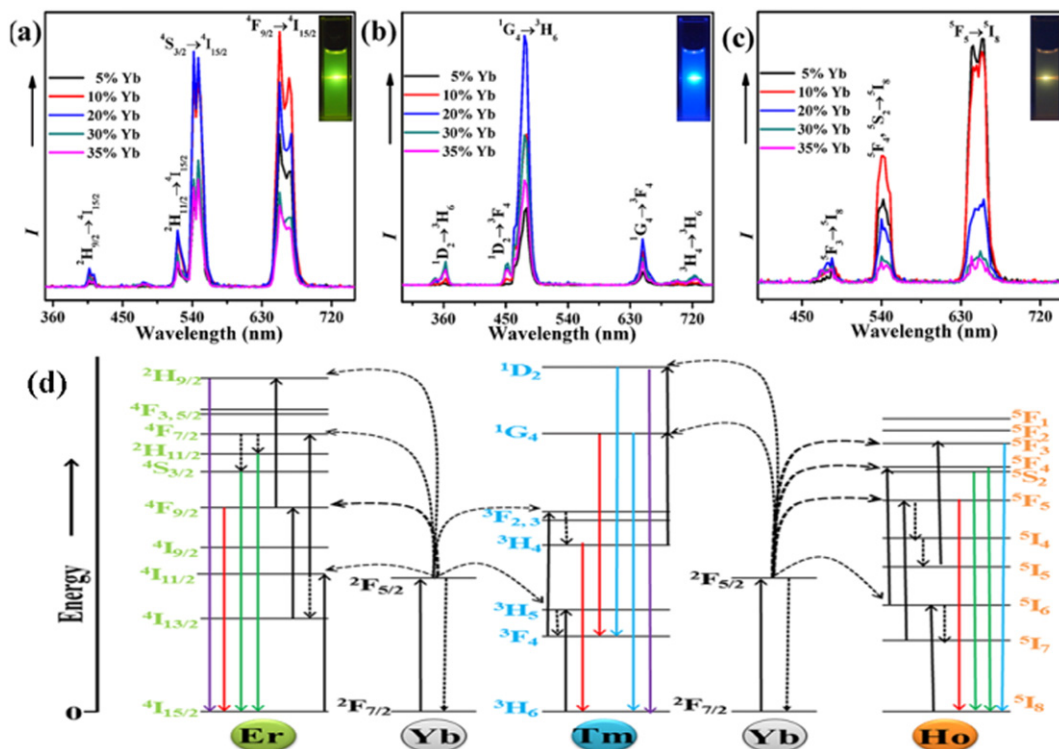 (a)
⁴S₃/₂→⁴I₁₅/₂
⁴F₉/₂→⁴I₁₅/₂
5% Yb
10% Yb
20% Yb
30% Yb
35% Yb
²H₉/₂→⁴I₁₅/₂
²H₁₁/₂→⁴I₁₅/₂
I
360 450 540 630 720
Wavelength (nm)
(b)
¹G₄→³H₆
5% Yb
10% Yb
20% Yb
30% Yb
35% Yb
¹D₂→³H₆
¹D₂→³F₄
¹G₄→³F₄
³H₄→³H₆
I
360 450 540 630 720
Wavelength (nm)
(c)
⁵F₅→⁵I₈
5% Yb
10% Yb
20% Yb
30% Yb
35% Yb
⁵F₄,⁵S₂→⁵I₈
⁵F₃→⁵I₈
I
450 540 630 720
Wavelength (nm)
(d)
Energy
0
²H₉/₂
⁴F₃,₅/₂
⁴F₇/₂
²H₁₁/₂
⁴S₃/₂
⁴F₉/₂
⁴I₉/₂
⁴I₁₁/₂
⁴I₁₃/₂
⁴I₁₅/₂
Er
²F₅/₂
²F₇/₂
Yb
¹D₂
¹G₄
³F₂,₃
³H₄
³H₅
³F₄
³H₆
Tm
²F₅/₂
²F₇/₂
Yb
⁵F₁
⁵F₂
⁵F₃
⁵F₄
⁵S₂
⁵F₅
⁵I₄
⁵I₅
⁵I₆
⁵I₇
⁵I₈
Ho